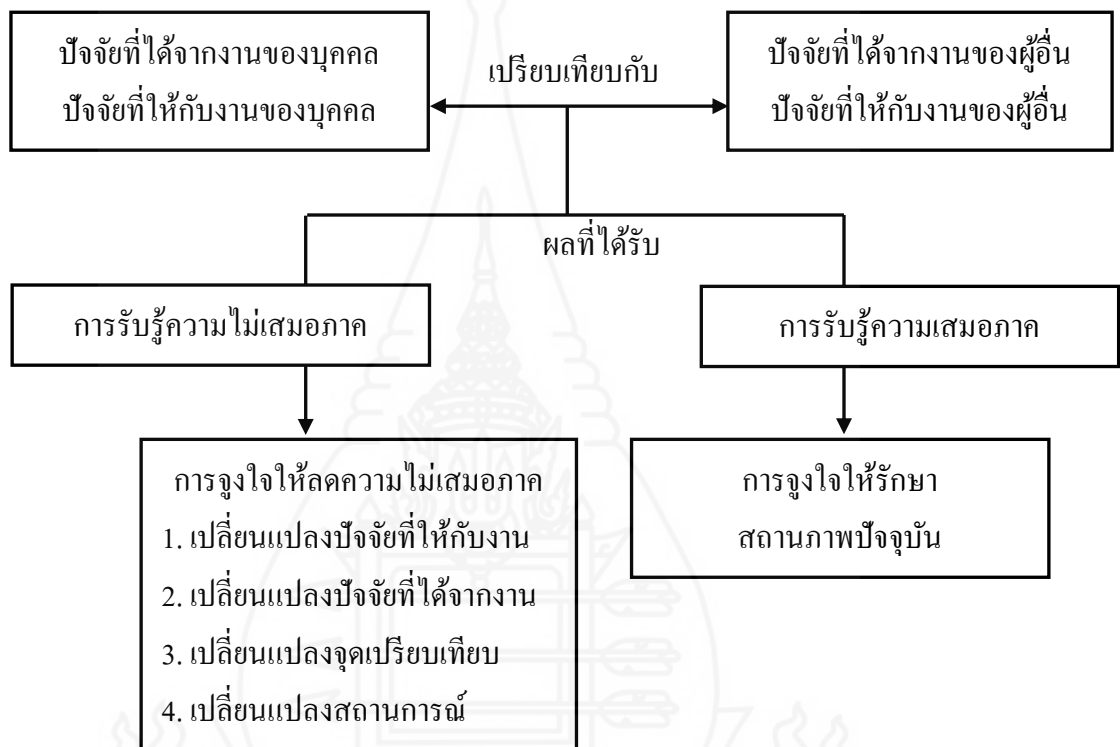 ปัจจัยที่ได้จากงานของบุคคล
ปัจจัยที่ให้กับงานของบุคคล
เปรียบเทียบกับ
ปัจจัยที่ได้จากงานของผู้อื่น
ปัจจัยที่ให้กับงานของผู้อื่น
ผลที่ได้รับ
การรับรู้ความไม่เสมอภาค
การรับรู้ความเสมอภาค
การจูงใจให้ลดความไม่เสมอภาค
1. เปลี่ยนแปลงปัจจัยที่ให้กับงาน
2. เปลี่ยนแปลงปัจจัยที่ได้จากงาน
3. เปลี่ยนแปลงจุดเปรียบเทียบ
4. เปลี่ยนแปลงสถานการณ์
การจูงใจให้รักษา
สถานภาพปัจจุบัน